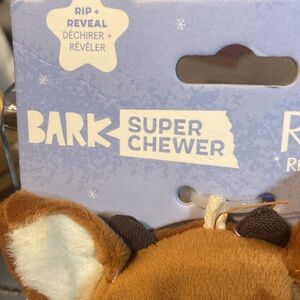 RIP +
REVEAL
DÉCHIRER +
RÉVÉLER
BARK SUPER
CHEWER